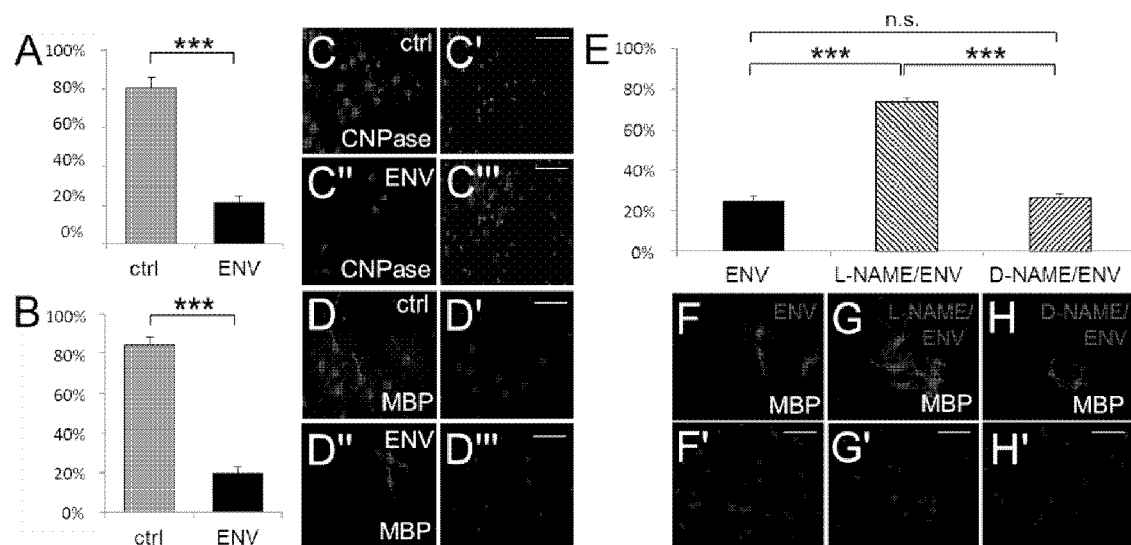 A
100%
80%
60%
40%
20%
0%
***
ctrl
ENV
B
100%
80%
60%
40%
20%
0%
***
ctrl
ENV
C
ctrl
CNPase
C'
C"
ENV
CNPase
C'"
D
ctrl
MBP
D'
D"
ENV
MBP
D'"
E
n.s.
***
***
100%
80%
60%
40%
20%
0%
ENV
L-NAME/ENV
D-NAME/ENV
F
ENV
MBP
G
L-NAME/
ENV
MBP
H
D-NAME/
ENV
MBP
F'
G'
H'